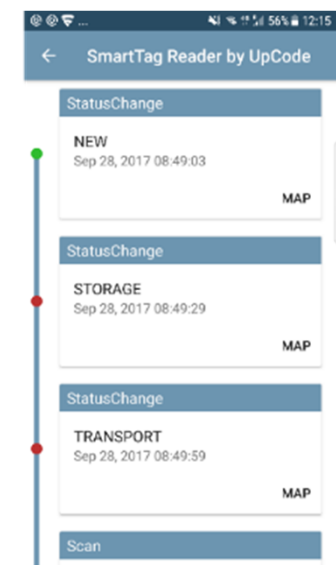 56% 12:15
SmartTag Reader by UpCode
StatusChange
NEW
Sep 28, 2017 08:49:03
MAP
StatusChange
STORAGE
Sep 28, 2017 08:49:29
MAP
StatusChange
TRANSPORT
Sep 28, 2017 08:49:59
MAP
Scan